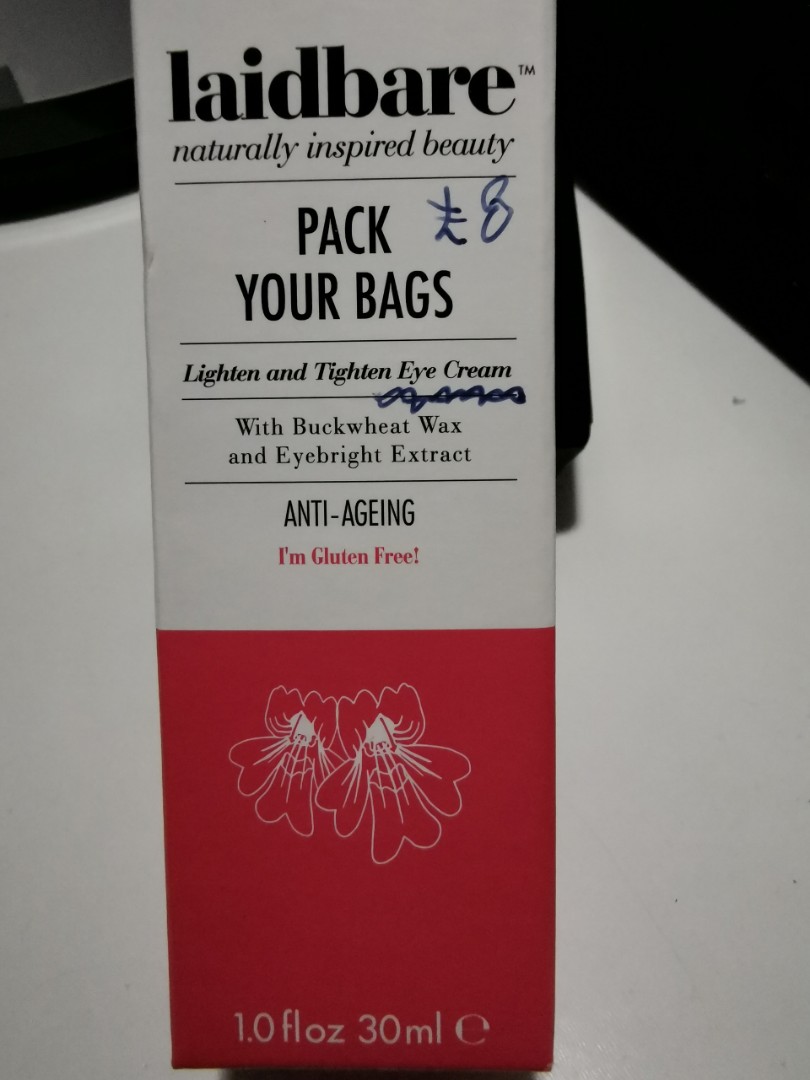 laidbare™
naturally inspired beauty
PACK £8
YOUR BAGS
Lighten and Tighten Eye Cream
With Buckwheat Wax
and Eyebright Extract
ANTI-AGEING
I'm Gluten Free!
1.0 fl oz 30ml ℮